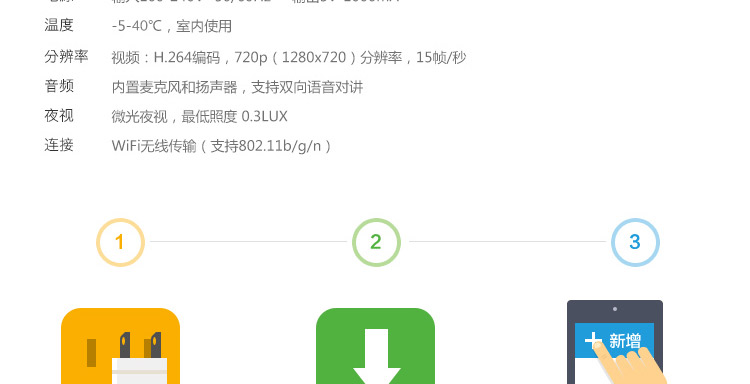 温度 -5-40℃，室内使用
分辨率 视频：H.264编码，720p（1280x720）分辨率，15帧/秒
音频 内置麦克风和扬声器，支持双向语音对讲
夜视 微光夜视，最低照度 0.3LUX
连接 WiFi无线传输（支持802.11b/g/n）
1 2 3
新增